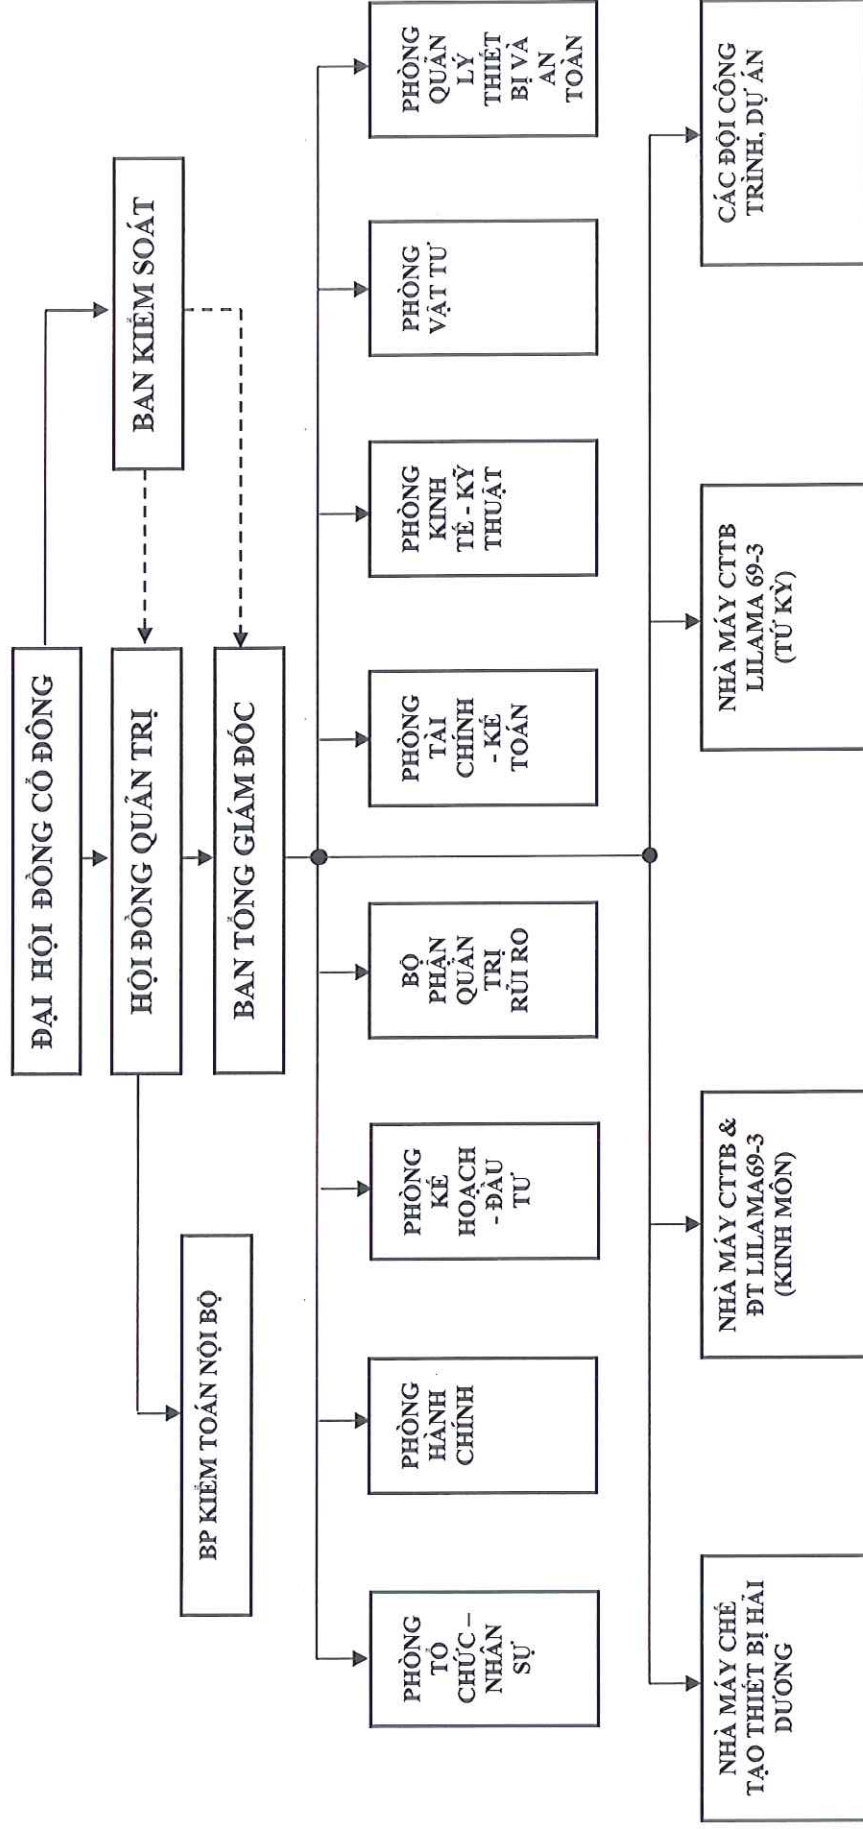 ĐẠI HỘI ĐỒNG CỔ ĐÔNG
HỘI ĐỒNG QUẢN TRỊ
BAN KIỂM SOÁT
BAN TỔNG GIÁM ĐỐC
BP KIỂM TOÁN NỘI BỘ
PHÒNG
TỔ
CHỨC –
NHÂN
SỰ
PHÒNG
HÀNH
CHÍNH
PHÒNG
KẾ
HOẠCH
- ĐẦU
TƯ
BỘ
PHẬN
QUẢN
TRỊ
RỦI RO
PHÒNG
TÀI
CHÍNH
- KẾ
TOÁN
PHÒNG
KINH
TẾ - KỸ
THUẬT
PHÒNG
VẬT TƯ
PHÒNG
QUẢN
LÝ
THIẾT
BỊ VÀ
AN
TOÀN
NHÀ MÁY CHẾ
TẠO THIẾT BỊ HẢI
DƯƠNG
NHÀ MÁY CTTB &
ĐT LILAMA69-3
(KINH MÔN)
NHÀ MÁY CTTB
LILAMA 69-3
(TỨ KỲ)
CÁC ĐỘI CÔNG
TRÌNH, DỰ ÁN